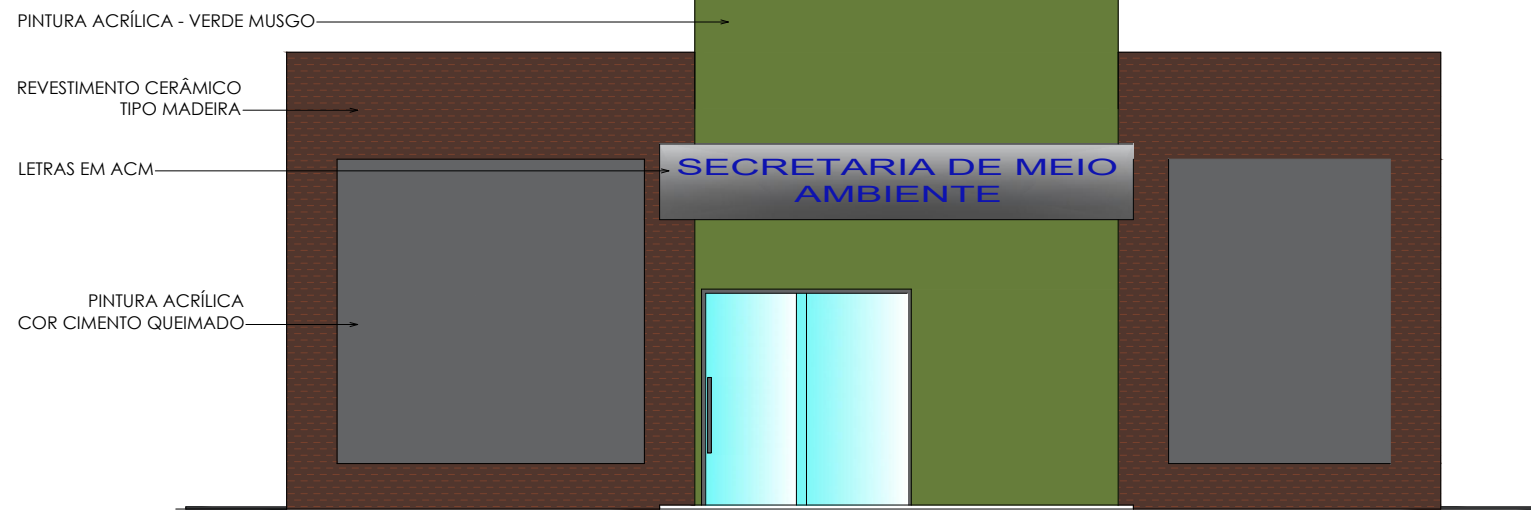 PINTURA ACRÍLICA - VERDE MUSGO
REVESTIMENTO CERÂMICO
TIPO MADEIRA
LETRAS EM ACM
SECRETARIA DE MEIO
AMBIENTE
PINTURA ACRÍLICA
COR CIMENTO QUEIMADO